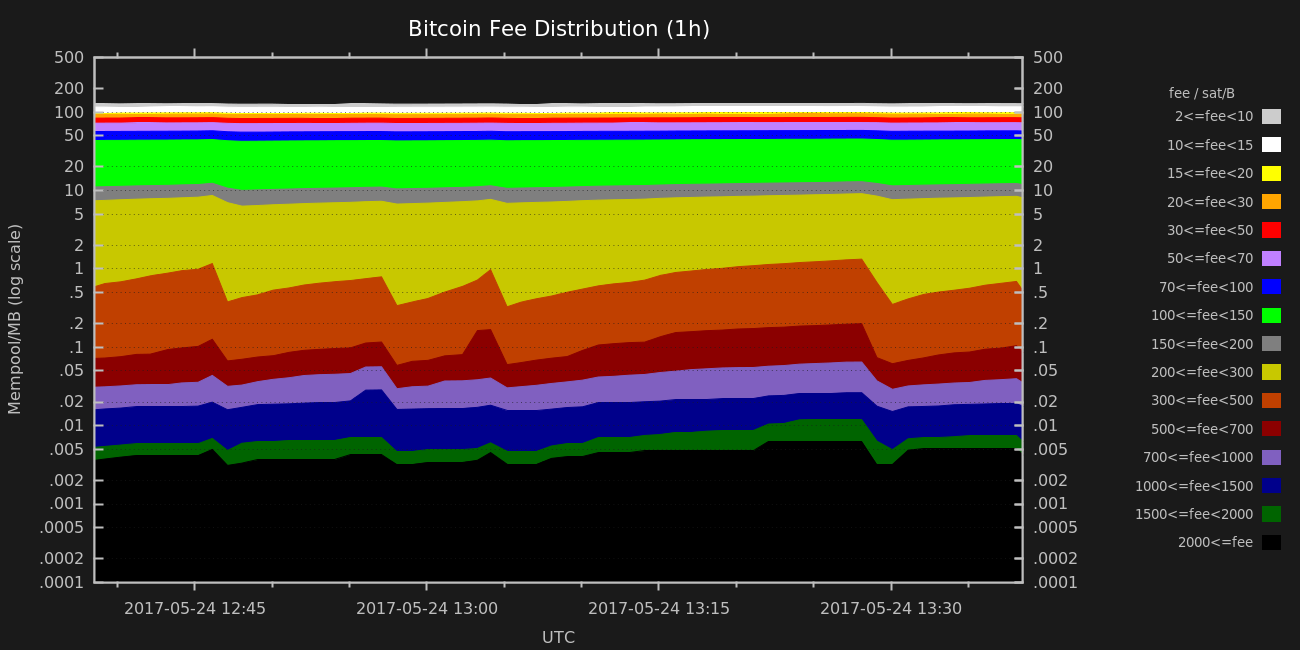 Bitcoin Fee Distribution (1h)
500 500
200 200
100 100
50 50
20 20
10 10
5 5
2 2
1 1
.5 .5
.2 .2
.1 .1
.05 .05
.02 .02
.01 .01
.005 .005
.002 .002
.001 .001
.0005 .0005
.0002 .0002
.0001 .0001
Mempool/MB (log scale)
2017-05-24 12:45 2017-05-24 13:00 2017-05-24 13:15 2017-05-24 13:30
UTC
fee / sat/B
2<=fee<10
10<=fee<15
15<=fee<20
20<=fee<30
30<=fee<50
50<=fee<70
70<=fee<100
100<=fee<150
150<=fee<200
200<=fee<300
300<=fee<500
500<=fee<700
700<=fee<1000
1000<=fee<1500
1500<=fee<2000
2000<=fee